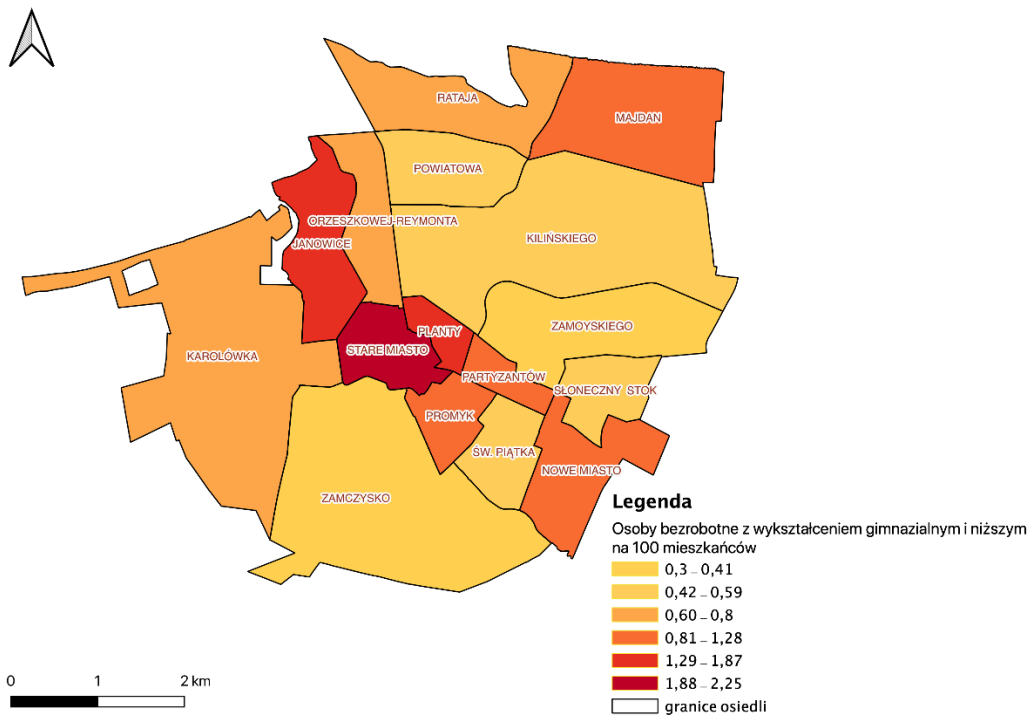 RATAJA
MAJDAN
POWIATOWA
ORZESZKOWEJ-REYMONTA
KILIŃSKIEGO
JANOWICE
ZAMOYSKIEGO
PLANTY
STARE MIASTO
KAROLÓWKA
PARTYZANTÓW
SŁONECZNY STOK
PROMYK
ŚW. PIĄTKA
NOWE MIASTO
ZAMCZYSKO
Legenda
Osoby bezrobotne z wykształceniem gimnazialnym i niższym
na 100 mieszkańców
0,3 – 0,41
0,42 – 0,59
0,60 – 0,8
0,81 – 1,28
1,29 – 1,87
1,88 – 2,25
granice osiedli
0 1 2 km